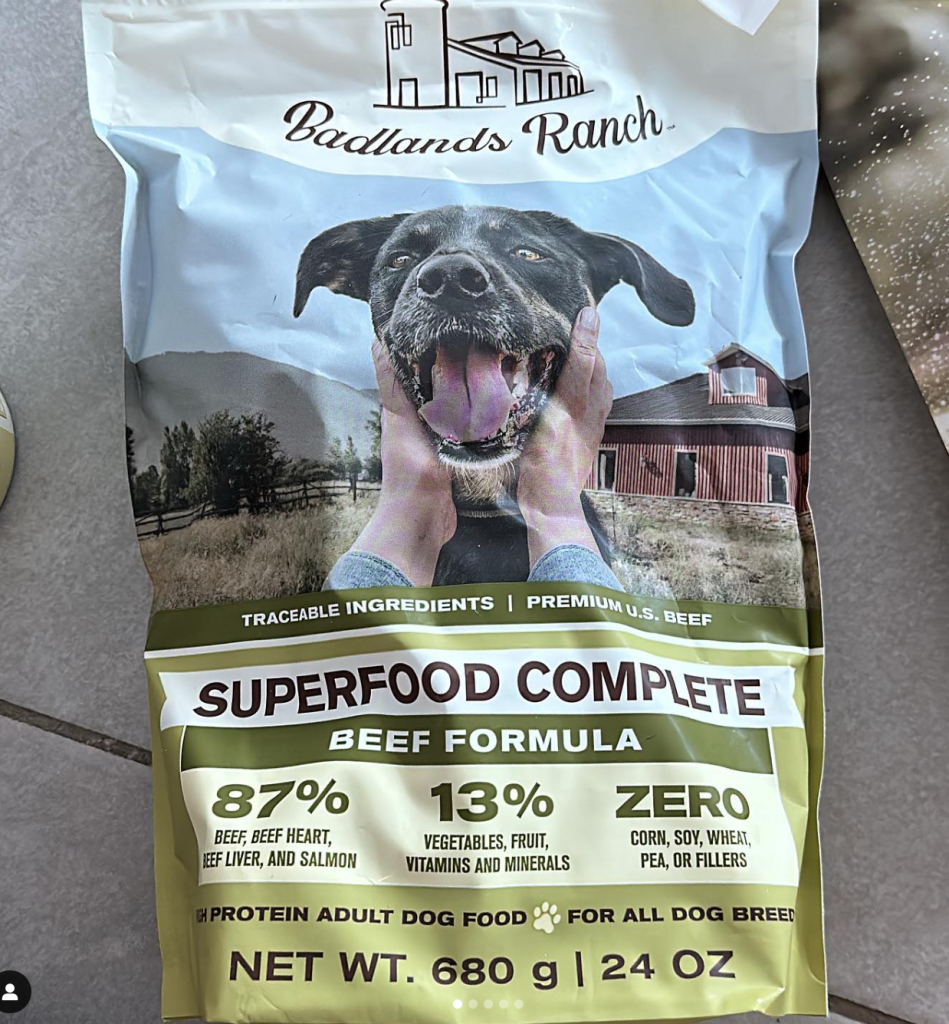 Badlands Ranch™
TRACEABLE INGREDIENTS | PREMIUM U.S. BEEF
SUPERFOOD COMPLETE
BEEF FORMULA
87%
BEEF, BEEF HEART,
BEEF LIVER, AND SALMON
13%
VEGETABLES, FRUIT,
VITAMINS AND MINERALS
ZERO
CORN, SOY, WHEAT,
PEA, OR FILLERS
PROTEIN ADULT DOG FOOD FOR ALL DOG BREED
NET WT. 680 g | 24 OZ